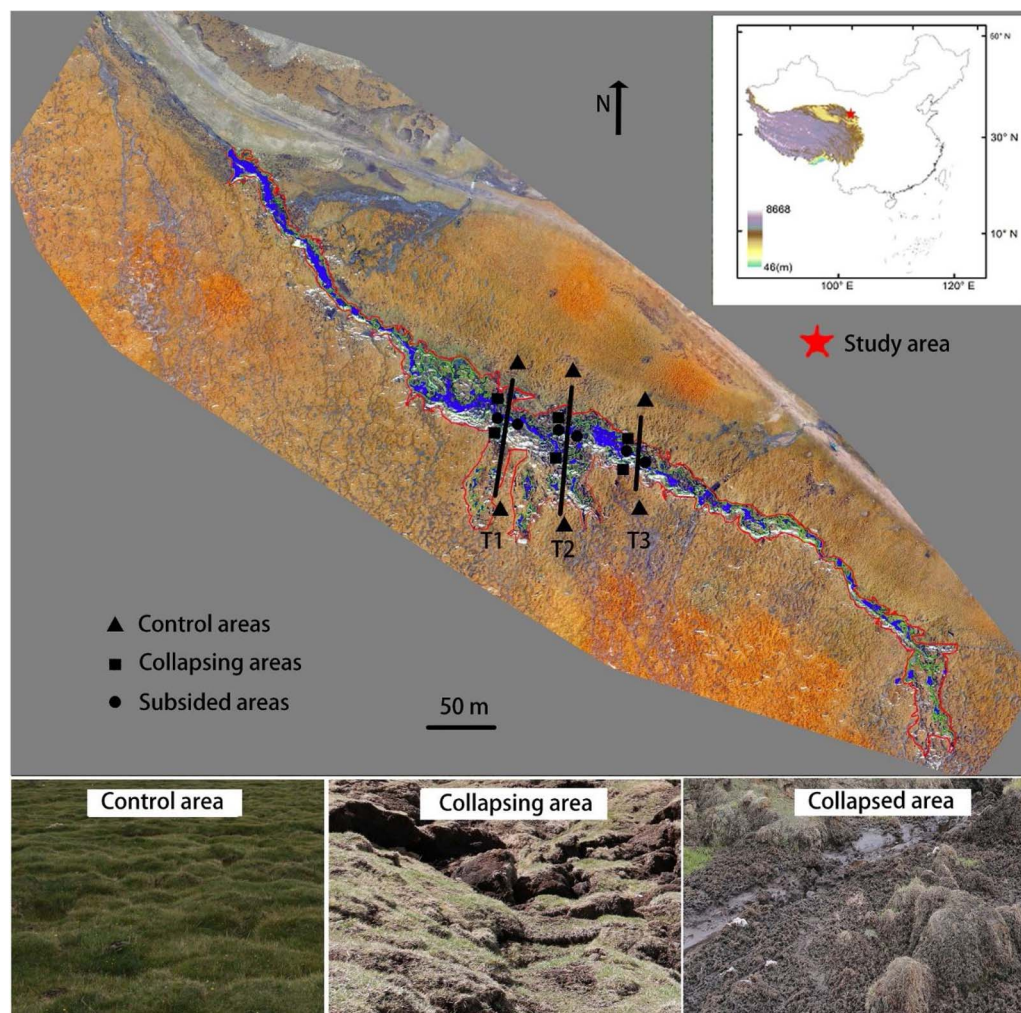 N
50° N
30° N
10° N
8668
46(m)
100° E
120° E
Study area
T1
T2
T3
Control areas
Collapsing areas
Subsided areas
50 m
Control area
Collapsing area
Collapsed area